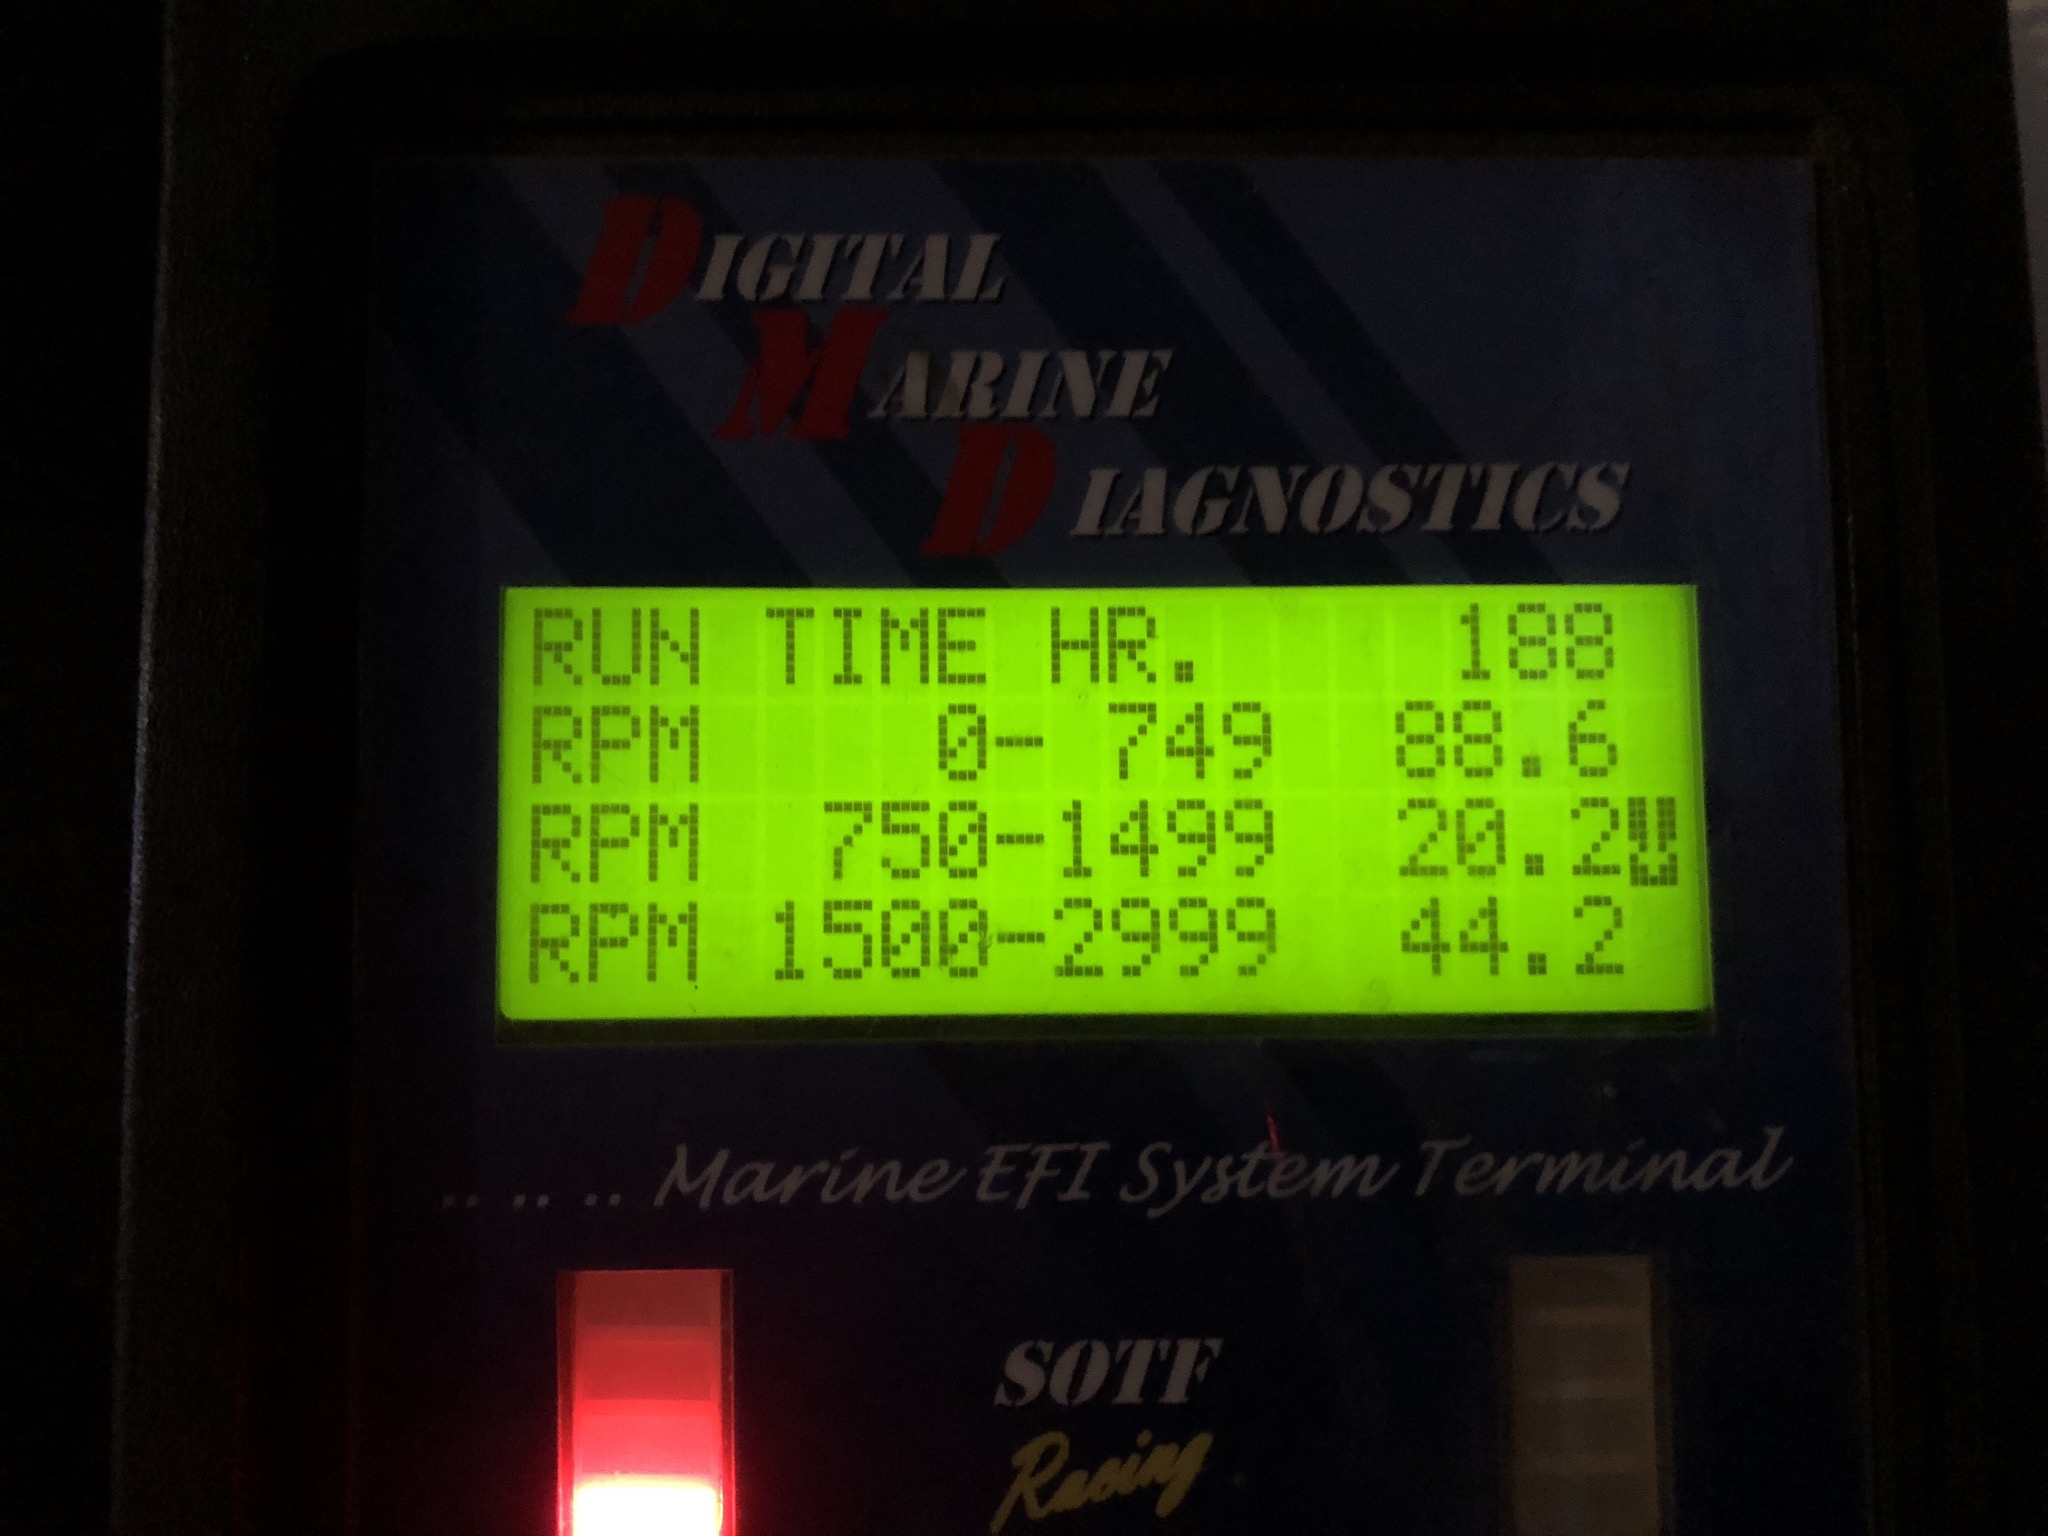 DIGITAL
MARINE
DIAGNOSTICS
RUN TIME HR. 188
RPM 0- 749 88.6
RPM 750-1499 20.2
RPM 1500-2999 44.2
.. .. .. Marine EFI System Terminal
SOTF
Racing